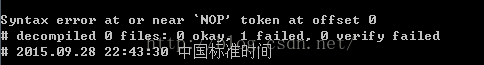 Syntax error at or near `NOP’ token at offset 0
# decompiled 0 files: 0 okay, 1 failed, 0 verify failed
# 2015.09.28 22:43:30 中国标准时间